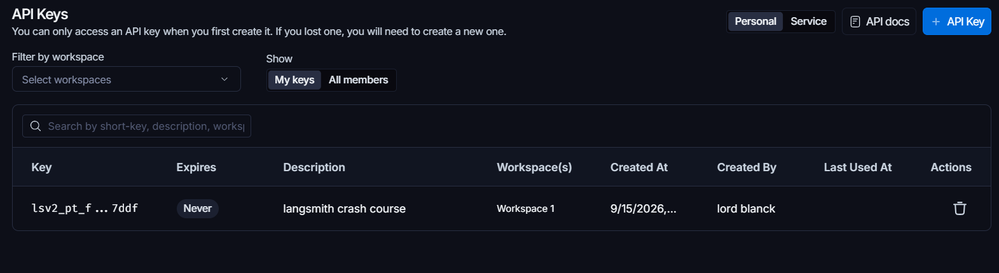 API Keys
You can only access an API key when you first create it. If you lost one, you will need to create a new one.
Personal Service API docs + API Key
Filter by workspace
Select workspaces
Show
My keys All members
Search by short-key, description, worksp
Key Expires Description Workspace(s) Created At Created By Last Used At Actions
lsv2_pt_f...7ddf Never langsmith crash course Workspace 1 9/15/2026,... lord blanck